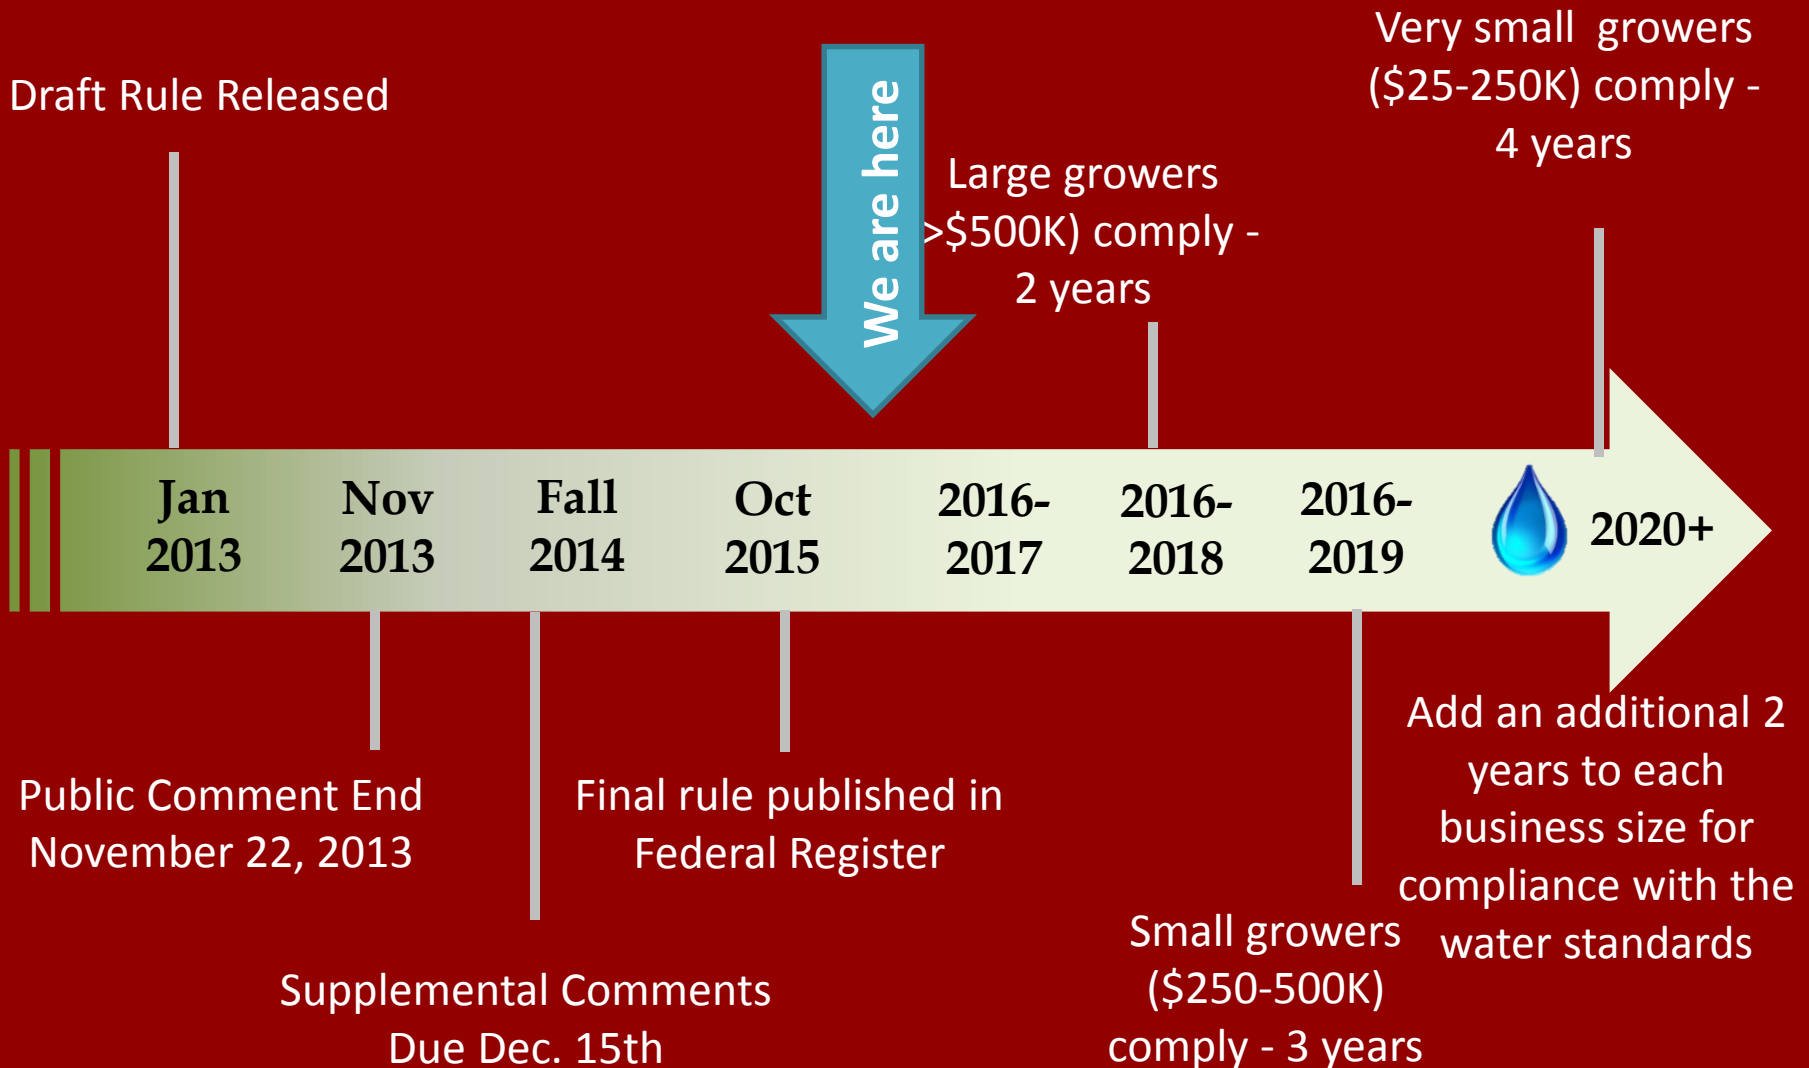 Draft Rule Released
We are here
Large growers
>$500K) comply -
2 years
Very small growers
($25-250K) comply -
4 years
Jan
2013
Nov
2013
Fall
2014
Oct
2015
2016-
2017
2016-
2018
2016-
2019
2020+
Public Comment End
November 22, 2013
Supplemental Comments
Due Dec. 15th
Final rule published in
Federal Register
Small growers
($250-500K)
comply - 3 years
Add an additional 2
years to each
business size for
compliance with the
water standards